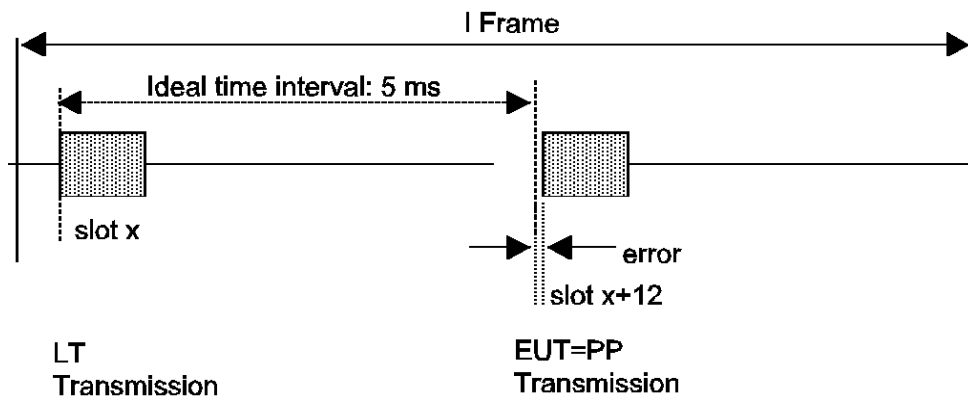 I Frame
Ideal time interval: 5 ms
slot x
error
slot x+12
LT
Transmission
EUT=PP
Transmission